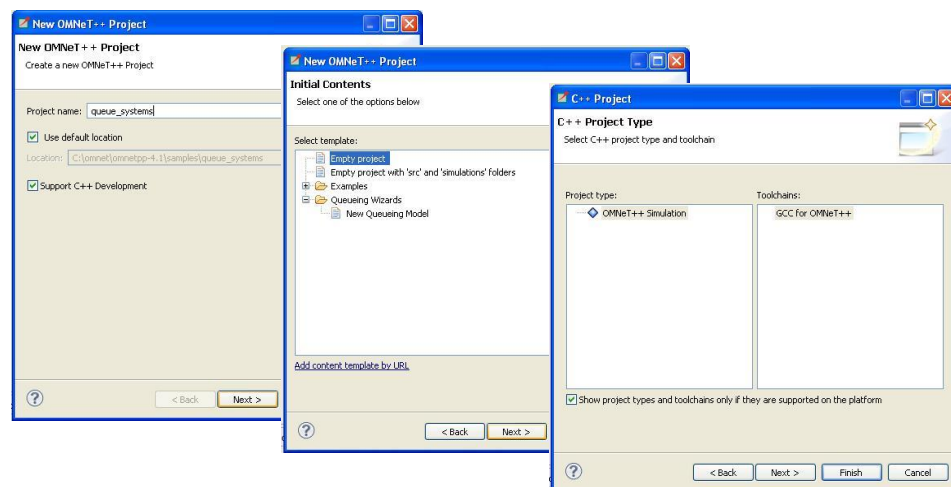 New OMNeT++ Project
New OMNeT++ Project
Create a new OMNeT++ Project
Project name: queue_systems
Use default location
Location: C:\omnet\omnetpp-4.1\samples\queue_systems
Support C++ Development
? < Back Next >
New OMNeT++ Project
Initial Contents
Select one of the options below
Select template:
Empty project
Empty project with 'src' and 'simulations' folders
Examples
Queueing Wizards
New Queueing Model
Add content template by URL
? < Back Next >
C++ Project
C++ Project Type
Select C++ project type and toolchain
Project type: Toolchains:
OMNeT++ Simulation GCC for OMNeT++
Show project types and toolchains only if they are supported on the platform
? < Back Next > Finish Cancel